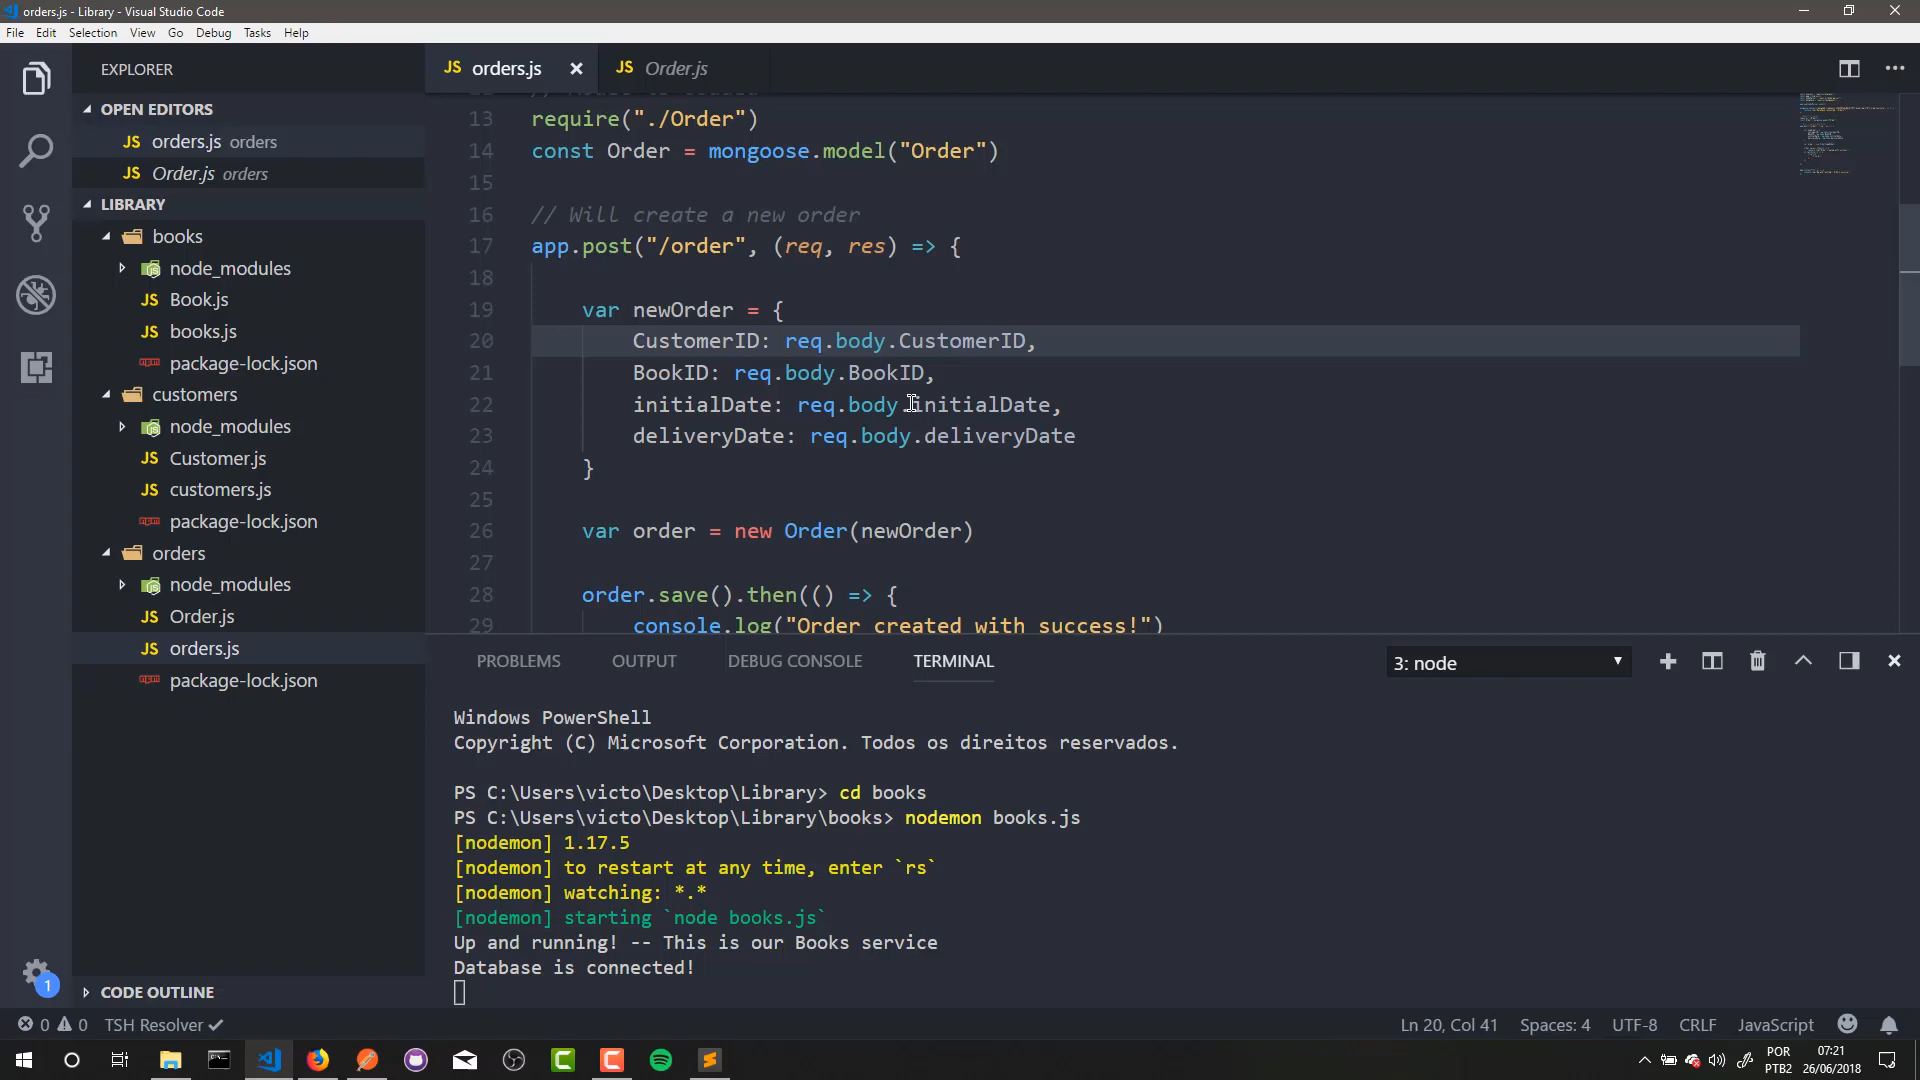 orders.js - Library - Visual Studio Code
File Edit Selection View Go Debug Tasks Help
EXPLORER
OPEN EDITORS
JS orders.js orders
JS Order.js orders
LIBRARY
books
node_modules
JS Book.js
JS books.js
package-lock.json
customers
node_modules
JS Customer.js
JS customers.js
package-lock.json
orders
node_modules
JS Order.js
JS orders.js
package-lock.json
CODE OUTLINE
JS orders.js
JS Order.js
13 require("./Order")
14 const Order = mongoose.model("Order")
15
16 // Will create a new order
17 app.post("/order", (req, res) => {
18
19 var newOrder = {
20 CustomerID: req.body.CustomerID,
21 BookID: req.body.BookID,
22 initialDate: req.body.initialDate,
23 deliveryDate: req.body.deliveryDate
24 }
25
26 var order = new Order(newOrder)
27
28 order.save().then(() => {
29 console.log("Order created with success!")
PROBLEMS OUTPUT DEBUG CONSOLE TERMINAL
3: node
Windows PowerShell
Copyright (C) Microsoft Corporation. Todos os direitos reservados.
PS C:\Users\victo\Desktop\Library> cd books
PS C:\Users\victo\Desktop\Library\books> nodemon books.js
[nodemon] 1.17.5
[nodemon] to restart at any time, enter `rs`
[nodemon] watching: *.*
[nodemon] starting `node books.js`
Up and running! -- This is our Books service
Database is connected!
1
0 0 TSH Resolver
Ln 20, Col 41 Spaces: 4 UTF-8 CRLF JavaScript
POR
PTB2
07:21
26/06/2018